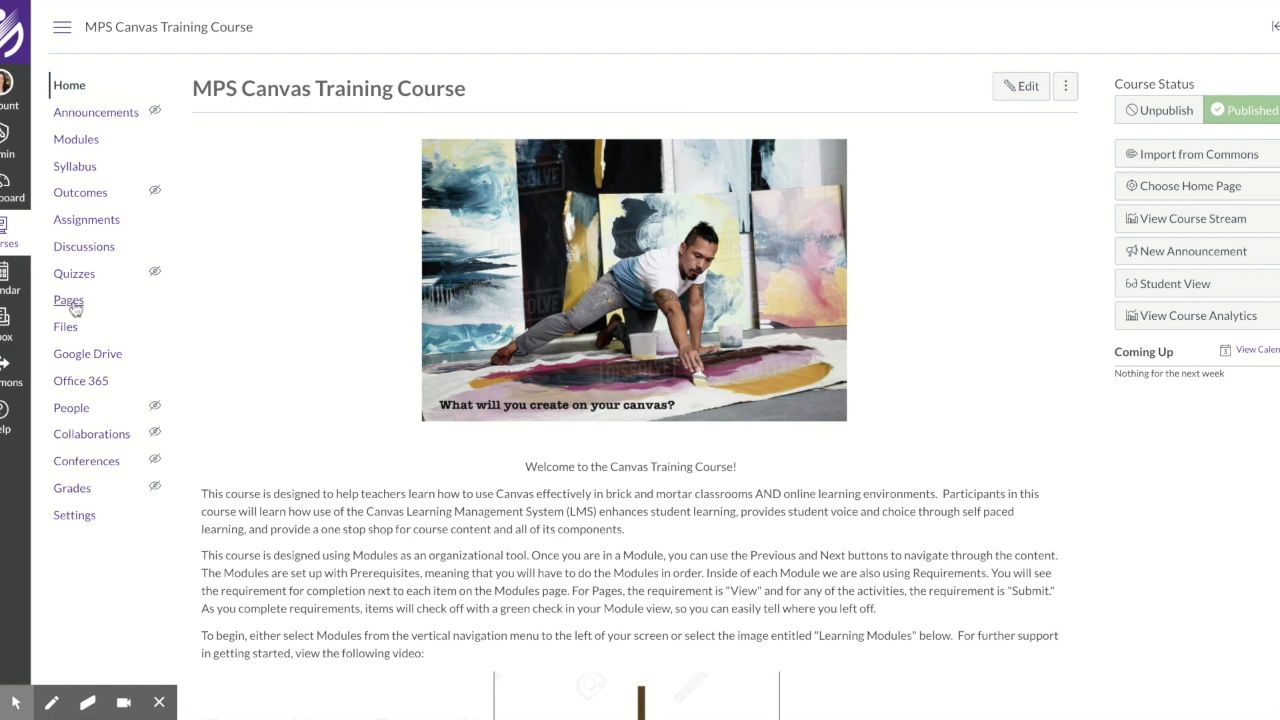 MPS Canvas Training Course
ount
min
board
rses
ndar
box
mons
elp
Home
Announcements
Modules
Syllabus
Outcomes
Assignments
Discussions
Quizzes
Pages
Files
Google Drive
Office 365
People
Collaborations
Conferences
Grades
Settings
MPS Canvas Training Course
Edit
DISSOLVE
What will you create on your canvas?
Welcome to the Canvas Training Course!
This course is designed to help teachers learn how to use Canvas effectively in brick and mortar classrooms AND online learning environments. Participants in this
course will learn how use of the Canvas Learning Management System (LMS) enhances student learning, provides student voice and choice through self paced
learning, and provide a one stop shop for course content and all of its components.
This course is designed using Modules as an organizational tool. Once you are in a Module, you can use the Previous and Next buttons to navigate through the content.
The Modules are set up with Prerequisites, meaning that you will have to do the Modules in order. Inside of each Module we are also using Requirements. You will see
the requirement for completion next to each item on the Modules page. For Pages, the requirement is "View" and for any of the activities, the requirement is "Submit."
As you complete requirements, items will check off with a green check in your Module view, so you can easily tell where you left off.
To begin, either select Modules from the vertical navigation menu to the left of your screen or select the image entitled "Learning Modules" below. For further support
in getting started, view the following video:
Course Status
Unpublish
Published
Import from Commons
Choose Home Page
View Course Stream
New Announcement
Student View
View Course Analytics
Coming Up
View Calen
Nothing for the next week